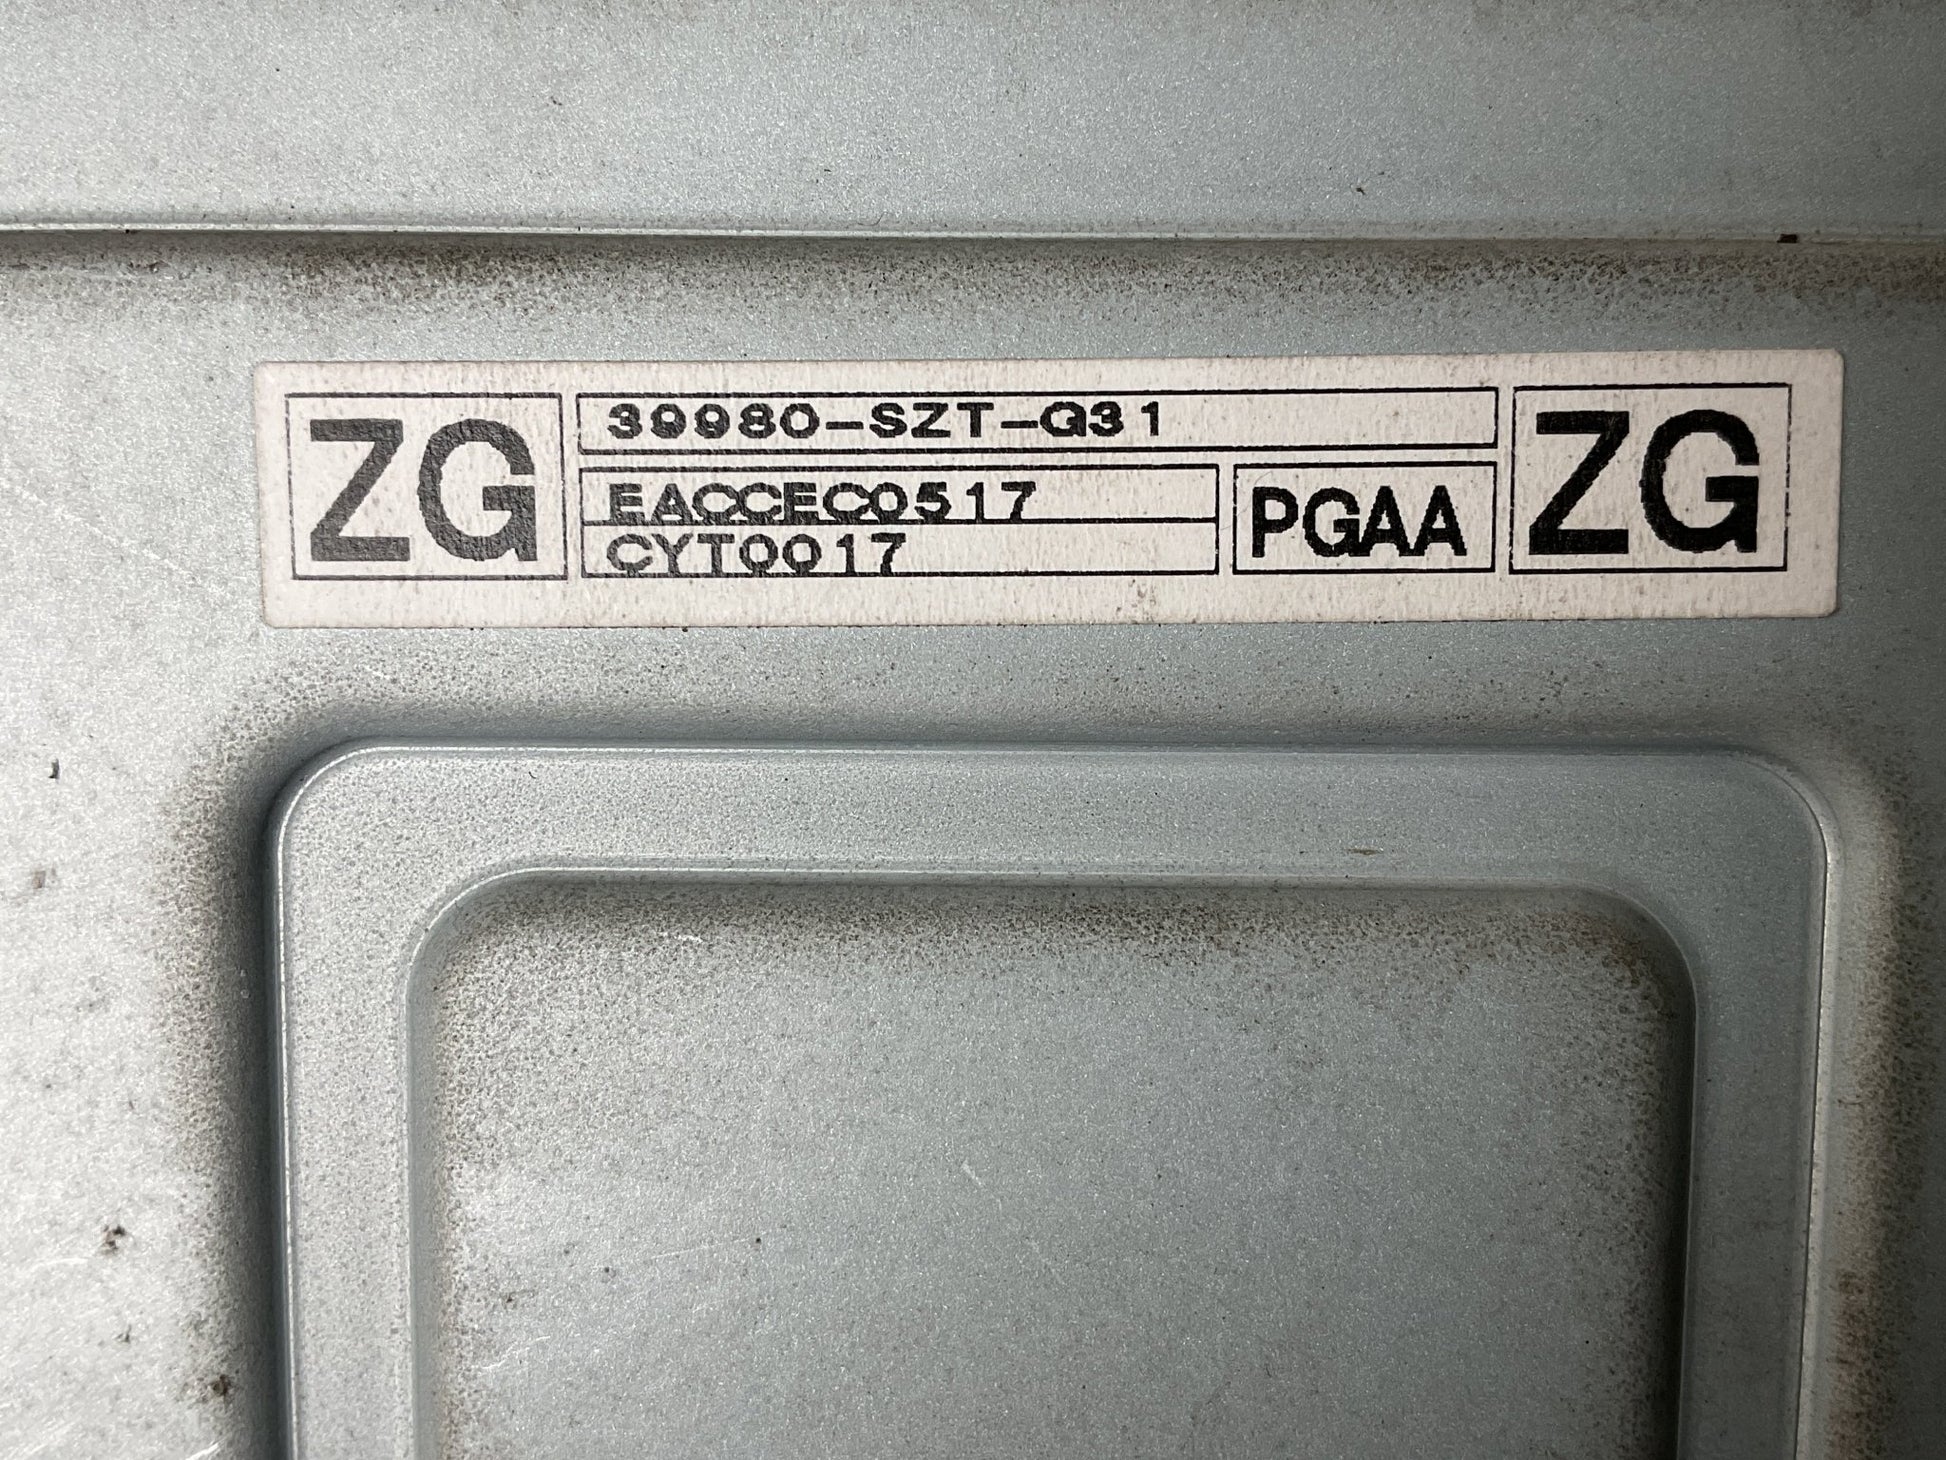 ZG
39980-SZT-G31
EACCEC0517
CYT0017
PGAA
ZG